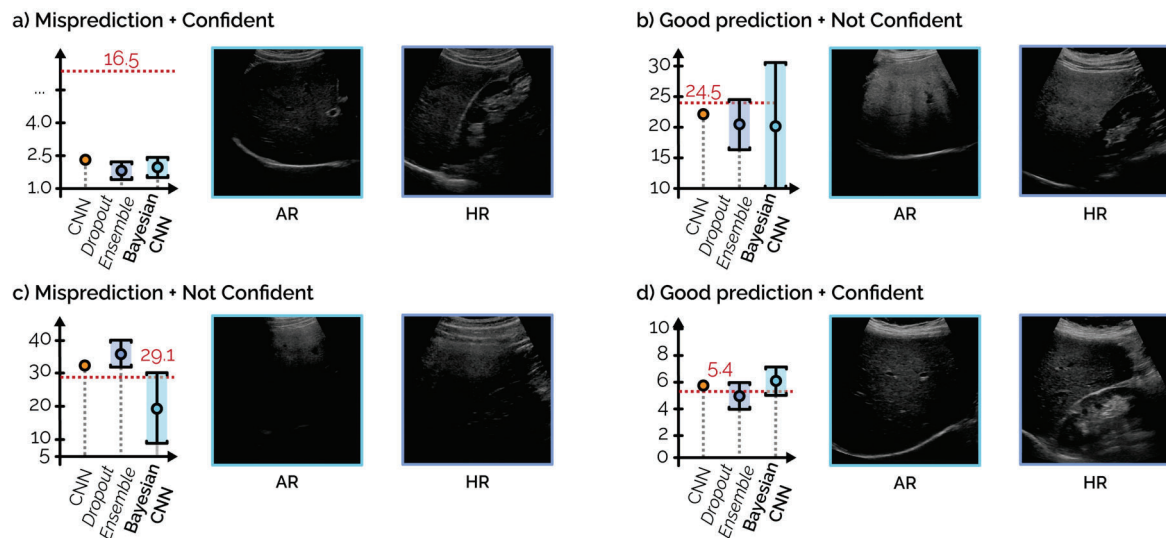 a) Misprediction + Confident
16.5
...
4.0
2.5
1.0
CNN
Dropout
Ensemble
Bayesian
CNN
AR
HR
b) Good prediction + Not Confident
30
25
24.5
20
15
10
CNN
Dropout
Ensemble
Bayesian
CNN
AR
HR
c) Misprediction + Not Confident
40
29.1
30
20
10
5
CNN
Dropout
Ensemble
Bayesian
CNN
AR
HR
d) Good prediction + Confident
10
8
5.4
6
4
2
0
CNN
Dropout
Ensemble
Bayesian
CNN
AR
HR